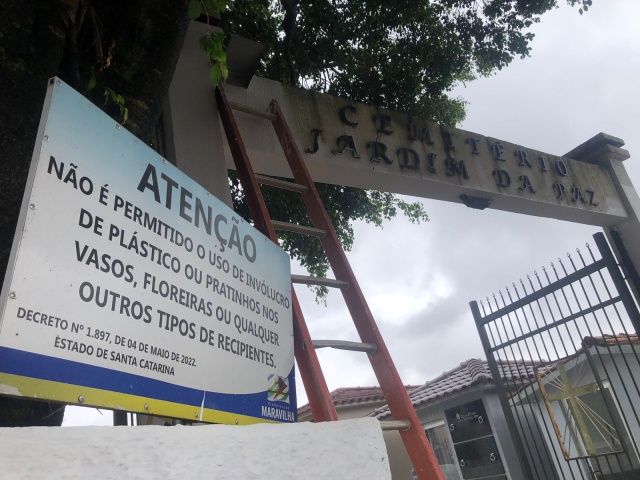 CEMITÉRIO
JARDIM DA PAZ
ATENÇÃO
NÃO É PERMITIDO O USO DE INVÓLUCRO
DE PLÁSTICO OU PRATINHOS NOS
VASOS, FLOREIRAS OU QUALQUER
OUTROS TIPOS DE RECIPIENTES.
DECRETO Nº 1.897, DE 04 DE MAIO DE 2022.
ESTADO DE SANTA CATARINA
MARAVILHA